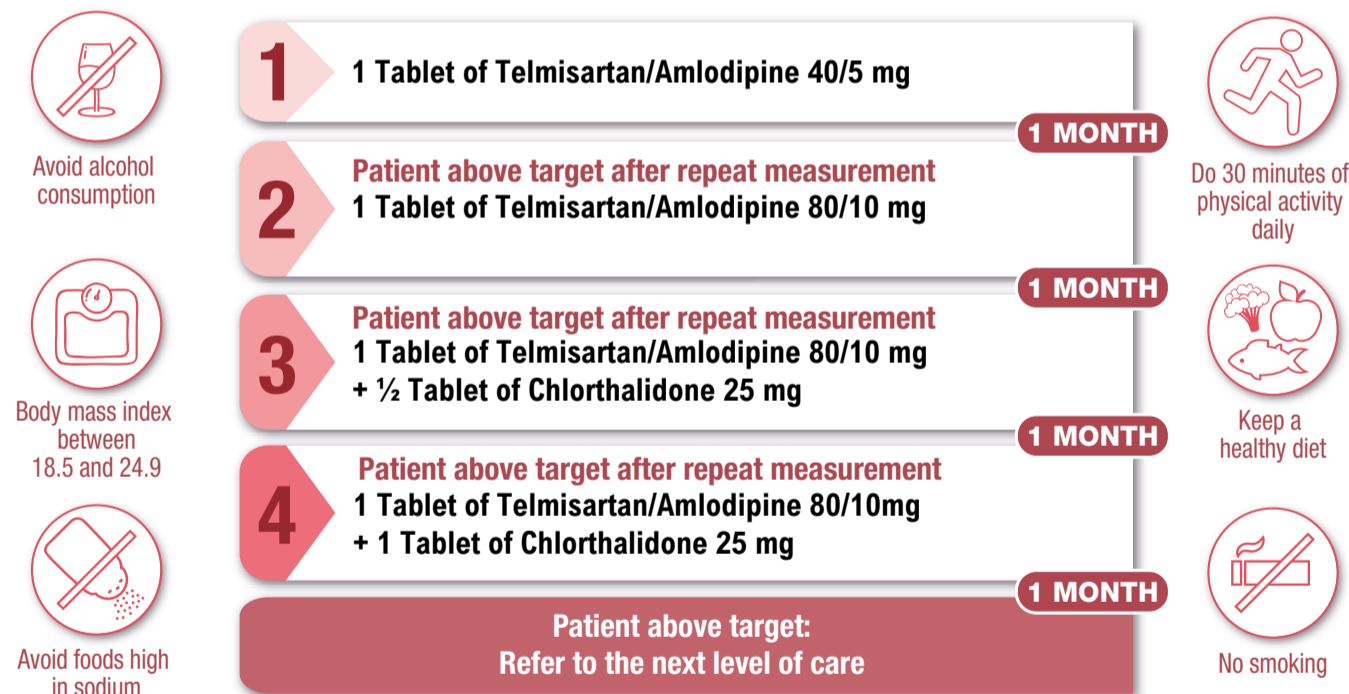 Avoid alcohol
consumption
Body mass index
between
18.5 and 24.9
Avoid foods high
in sodium
1
1 Tablet of Telmisartan/Amlodipine 40/5 mg
1 MONTH
2
Patient above target after repeat measurement
1 Tablet of Telmisartan/Amlodipine 80/10 mg
1 MONTH
3
Patient above target after repeat measurement
1 Tablet of Telmisartan/Amlodipine 80/10 mg
+ ½ Tablet of Chlorthalidone 25 mg
1 MONTH
4
Patient above target after repeat measurement
1 Tablet of Telmisartan/Amlodipine 80/10mg
+ 1 Tablet of Chlorthalidone 25 mg
1 MONTH
Patient above target:
Refer to the next level of care
Do 30 minutes of
physical activity
daily
Keep a
healthy diet
No smoking